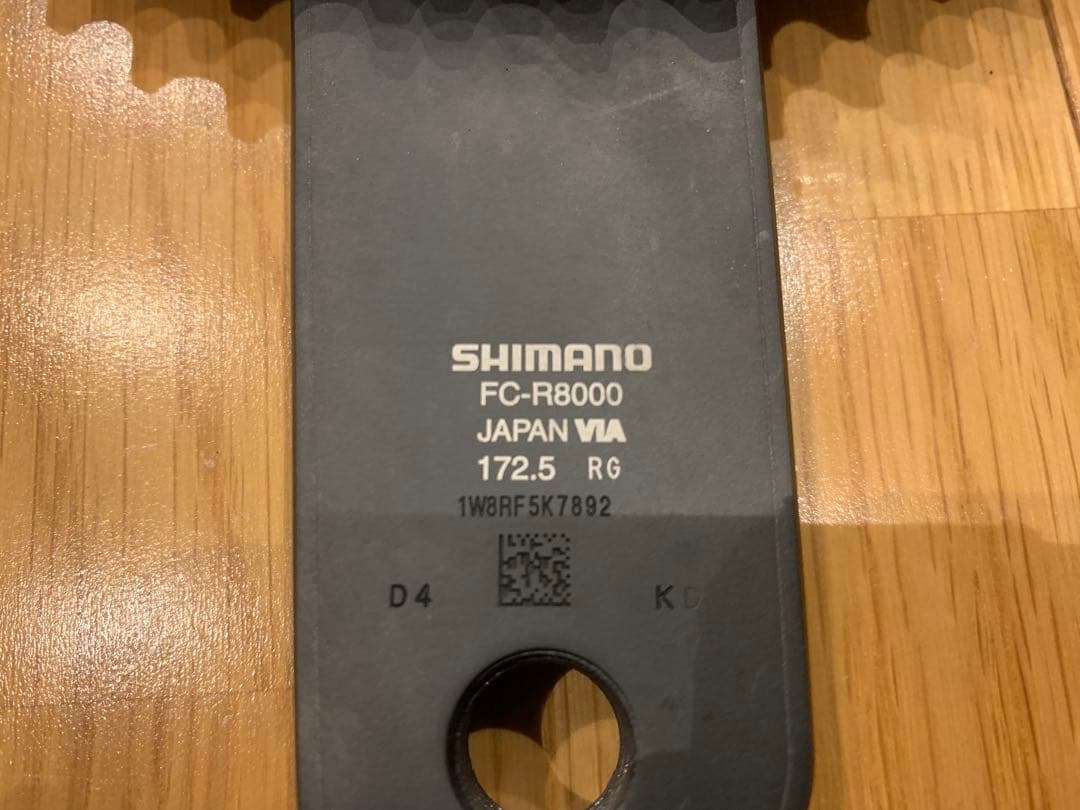 SHIMANO
FC-R8000
JAPAN VIA
172.5 RG
1W8RF5K7892
D4 K